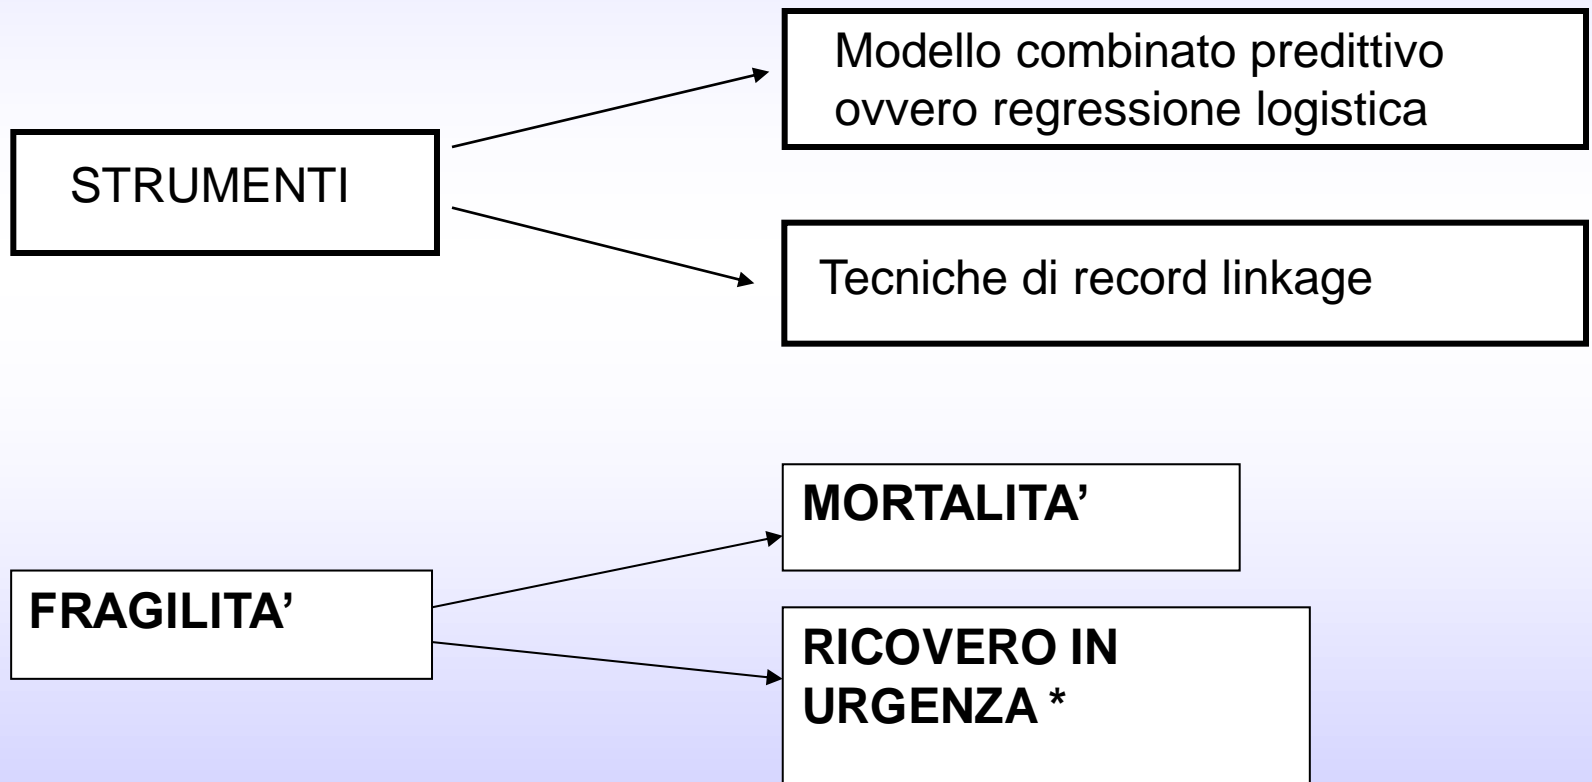 Modello combinato predittivo
ovvero regressione logistica
STRUMENTI
Tecniche di record linkage
MORTALITA’
FRAGILITA’
RICOVERO IN
URGENZA *